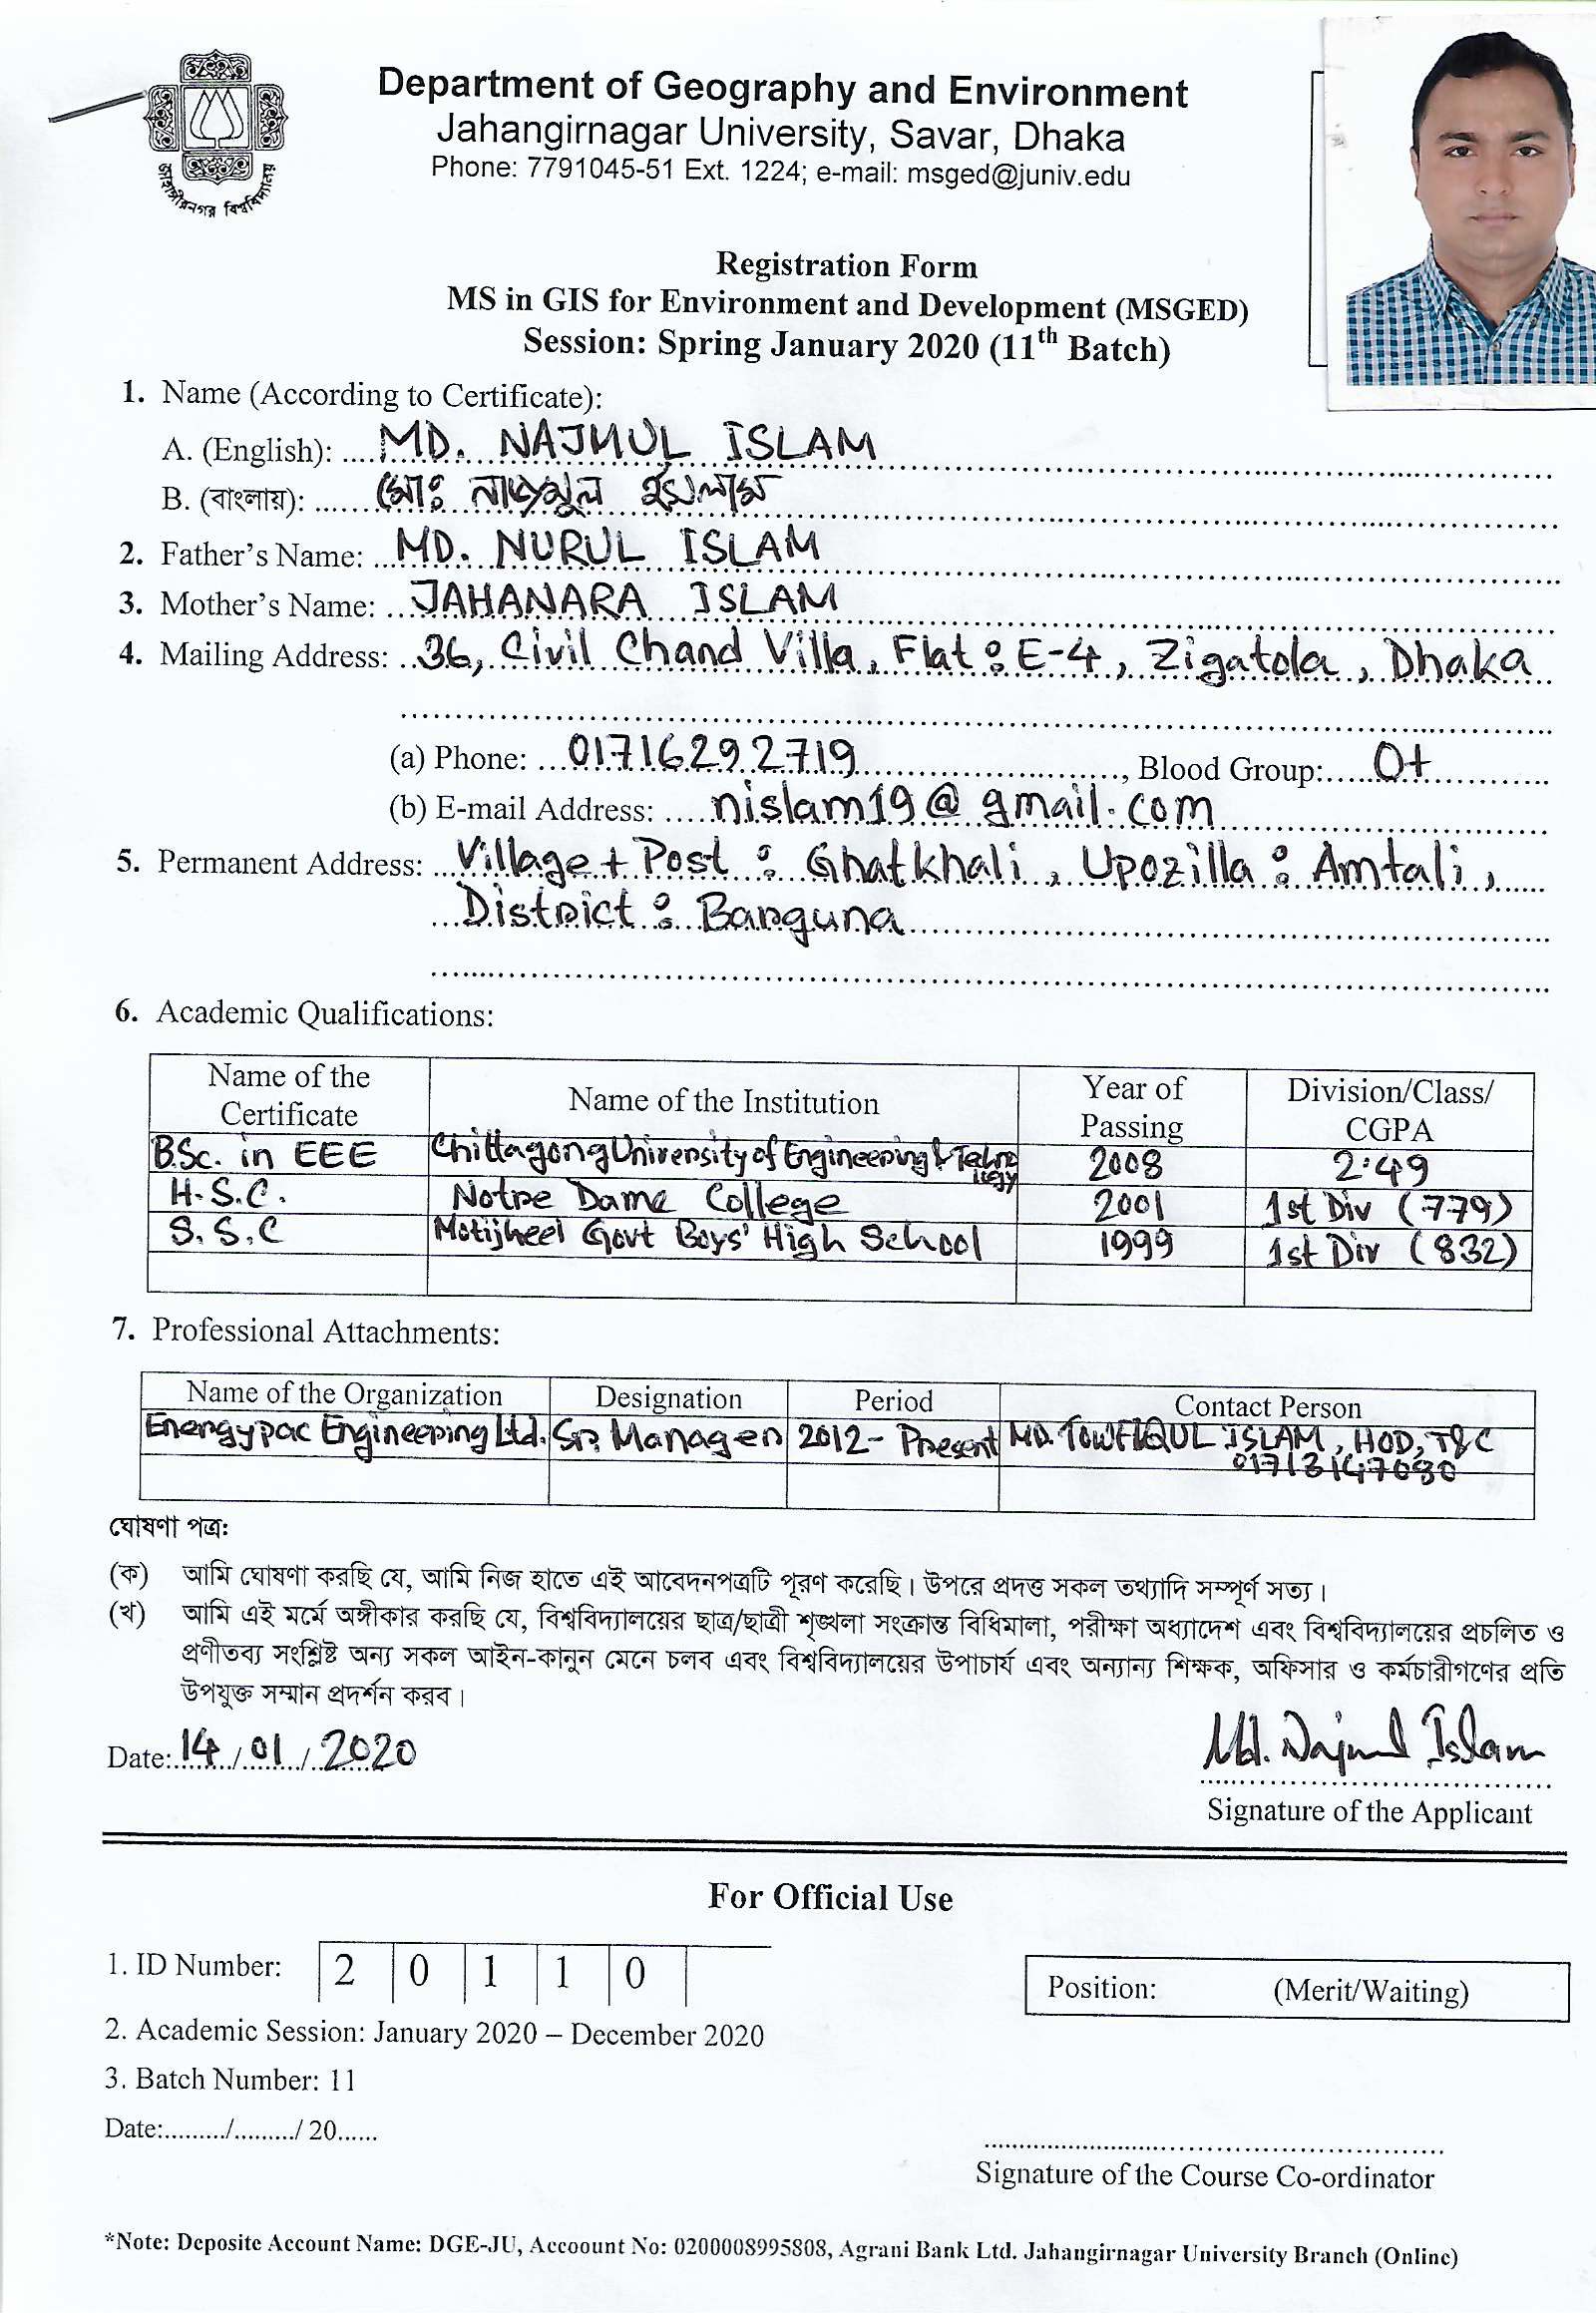 জাহাঙ্গীরনগর বিশ্ববিদ্যালয়
Department of Geography and Environment
Jahangirnagar University, Savar, Dhaka
Phone: 7791045-51 Ext. 1224; e-mail: msged@juniv.edu
Registration Form
MS in GIS for Environment and Development (MSGED)
Session: Spring January 2020 (11th Batch)
1. Name (According to Certificate):
A. (English): MD. NAJMUL ISLAM
B. (বাংলায়): মোঃ নাজমুল ইসলাম
2. Father's Name: MD. NURUL ISLAM
3. Mother's Name: JAHANARA ISLAM
4. Mailing Address: 36, Civil Chand Villa, Flat: E-4, Zigatola, Dhaka
(a) Phone: 01716292719, Blood Group: O+
(b) E-mail Address: nislam19@gmail.com
5. Permanent Address: Village + Post : Ghatkhali, Upozilla : Amtali,
District : Barguna
6. Academic Qualifications:
Name of the Certificate Name of the Institution Year of Passing Division/Class/CGPA
B.Sc. in EEE Chittagong University of Engineering & Technology 2008 2.49
H.S.C. Notre Dame College 2001 1st Div (779)
S.S.C Motijheel Govt Boys' High School 1999 1st Div (832)
7. Professional Attachments:
Name of the Organization Designation Period Contact Person
Energypac Engineering Ltd. Sr. Manager 2012- Present MD. TOWFIQUL ISLAM, HOD, T&C
01713147080
ঘোষণা পত্র:
(ক) আমি ঘোষণা করছি যে, আমি নিজ হাতে এই আবেদনপত্রটি পূরণ করেছি। উপরে প্রদত্ত সকল তথ্যাদি সম্পূর্ণ সত্য।
(খ) আমি এই মর্মে অঙ্গীকার করছি যে, বিশ্ববিদ্যালয়ের ছাত্র/ছাত্রী শৃঙ্খলা সংক্রান্ত বিধিমালা, পরীক্ষা অধ্যাদেশ এবং বিশ্ববিদ্যালয়ের প্রচলিত ও
প্রণীতব্য সংশ্লিষ্ট অন্য সকল আইন-কানুন মেনে চলব এবং বিশ্ববিদ্যালয়ের উপাচার্য এবং অন্যান্য শিক্ষক, অফিসার ও কর্মচারীগণের প্রতি
উপযুক্ত সম্মান প্রদর্শন করব।
Date: 14/01/2020 Md. Najmul Islam
Signature of the Applicant
For Official Use
1. ID Number: 2 0 1 1 0
Position: (Merit/Waiting)
2. Academic Session: January 2020 – December 2020
3. Batch Number: 11
Date:........./........./ 20......
Signature of the Course Co-ordinator
*Note: Deposite Account Name: DGE-JU, Accoount No: 0200008995808, Agrani Bank Ltd. Jahangirnagar University Branch (Online)